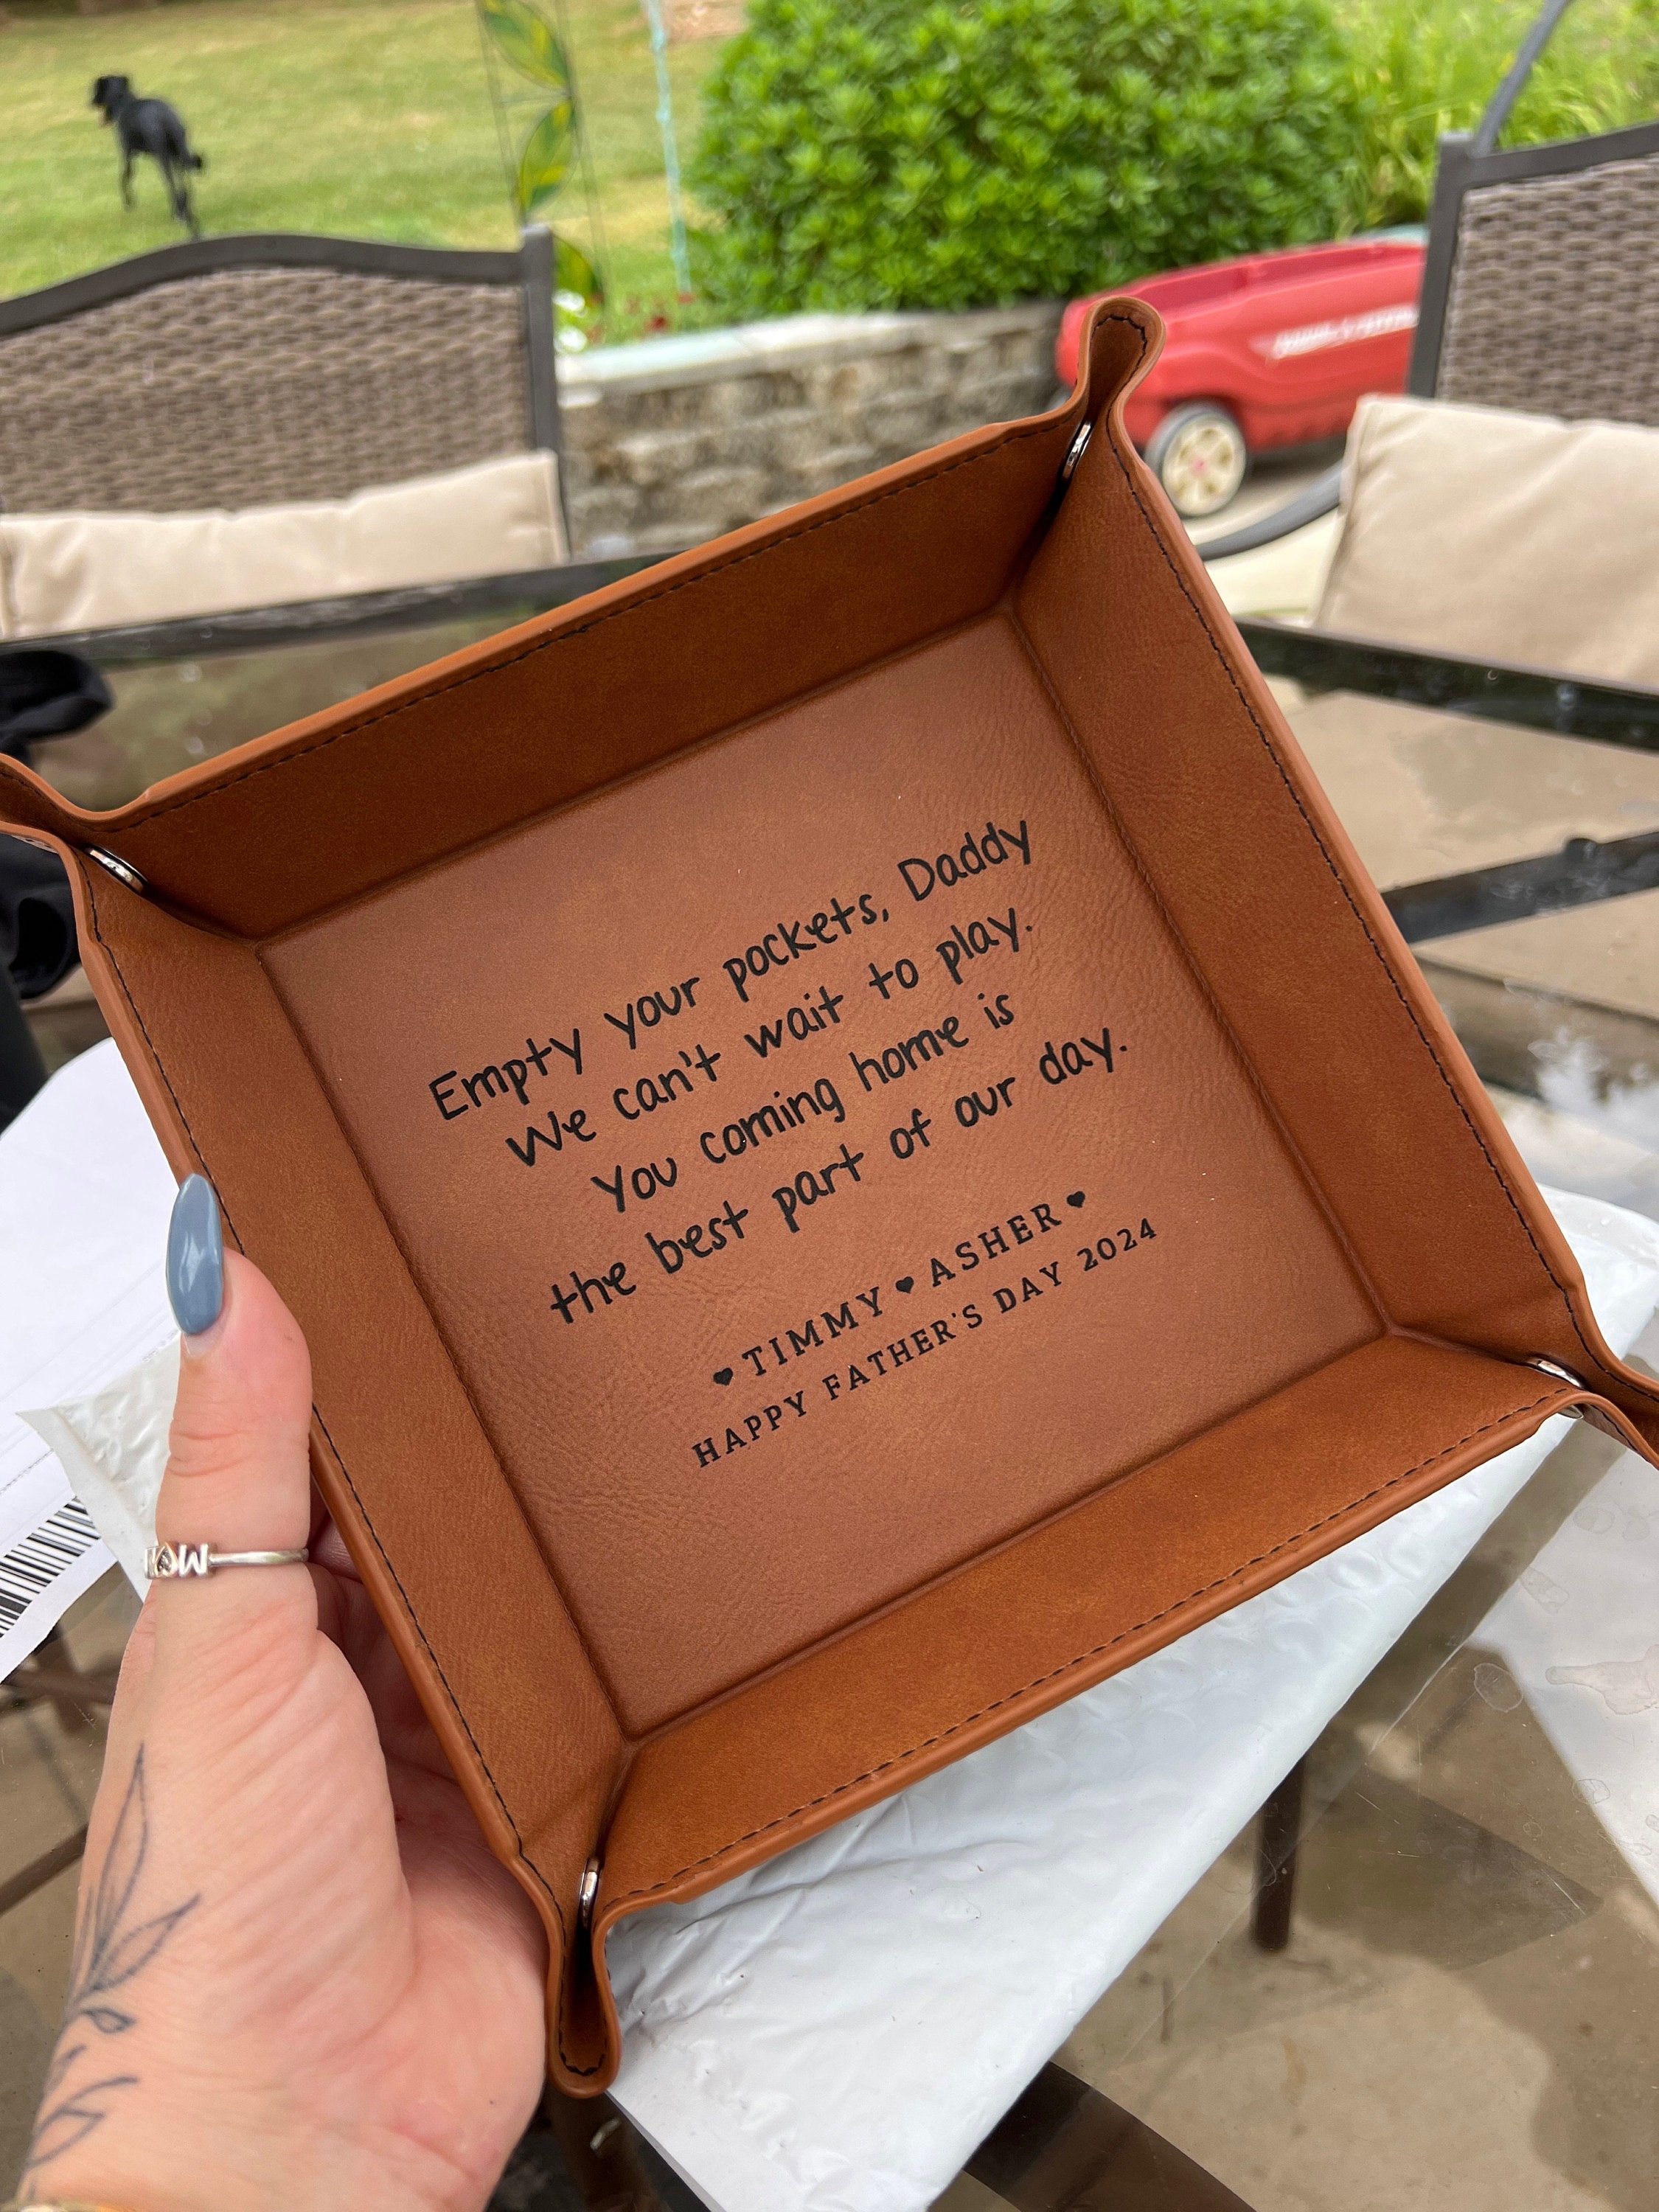 Empty your pockets, Daddy
We can't wait to play.
You coming home is
the best part of our day.
♥ TIMMY ♥ ASHER ♥
HAPPY FATHER'S DAY 2024